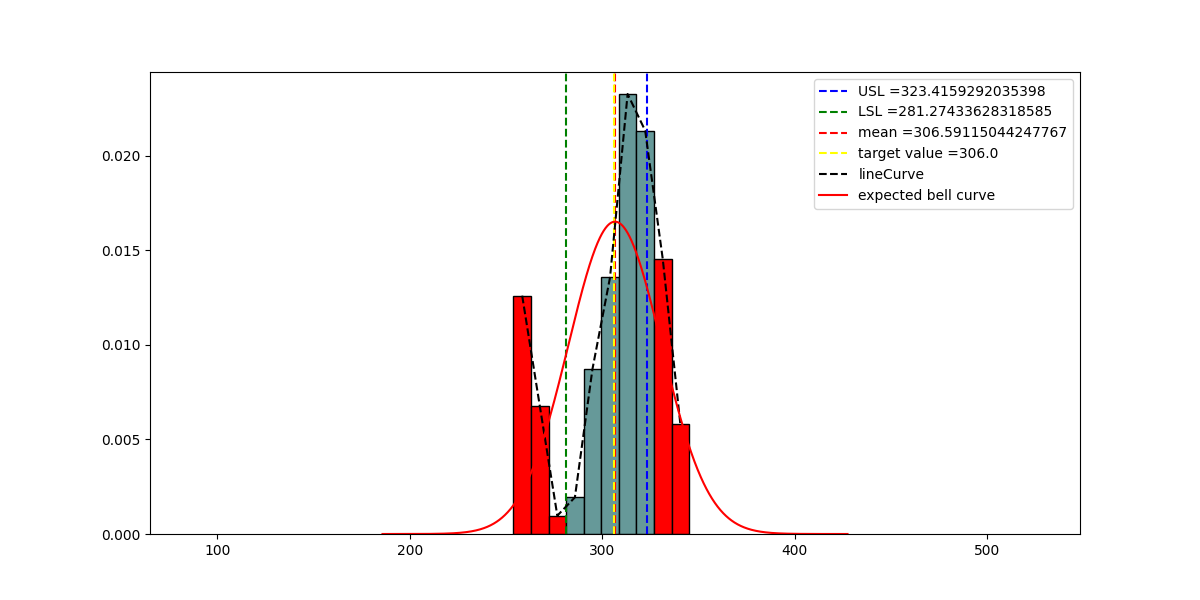 USL =323.4159292035398
LSL =281.27433628318585
mean =306.59115044247767
target value =306.0
lineCurve
expected bell curve
0.020
0.015
0.010
0.005
0.000
100 200 300 400 500